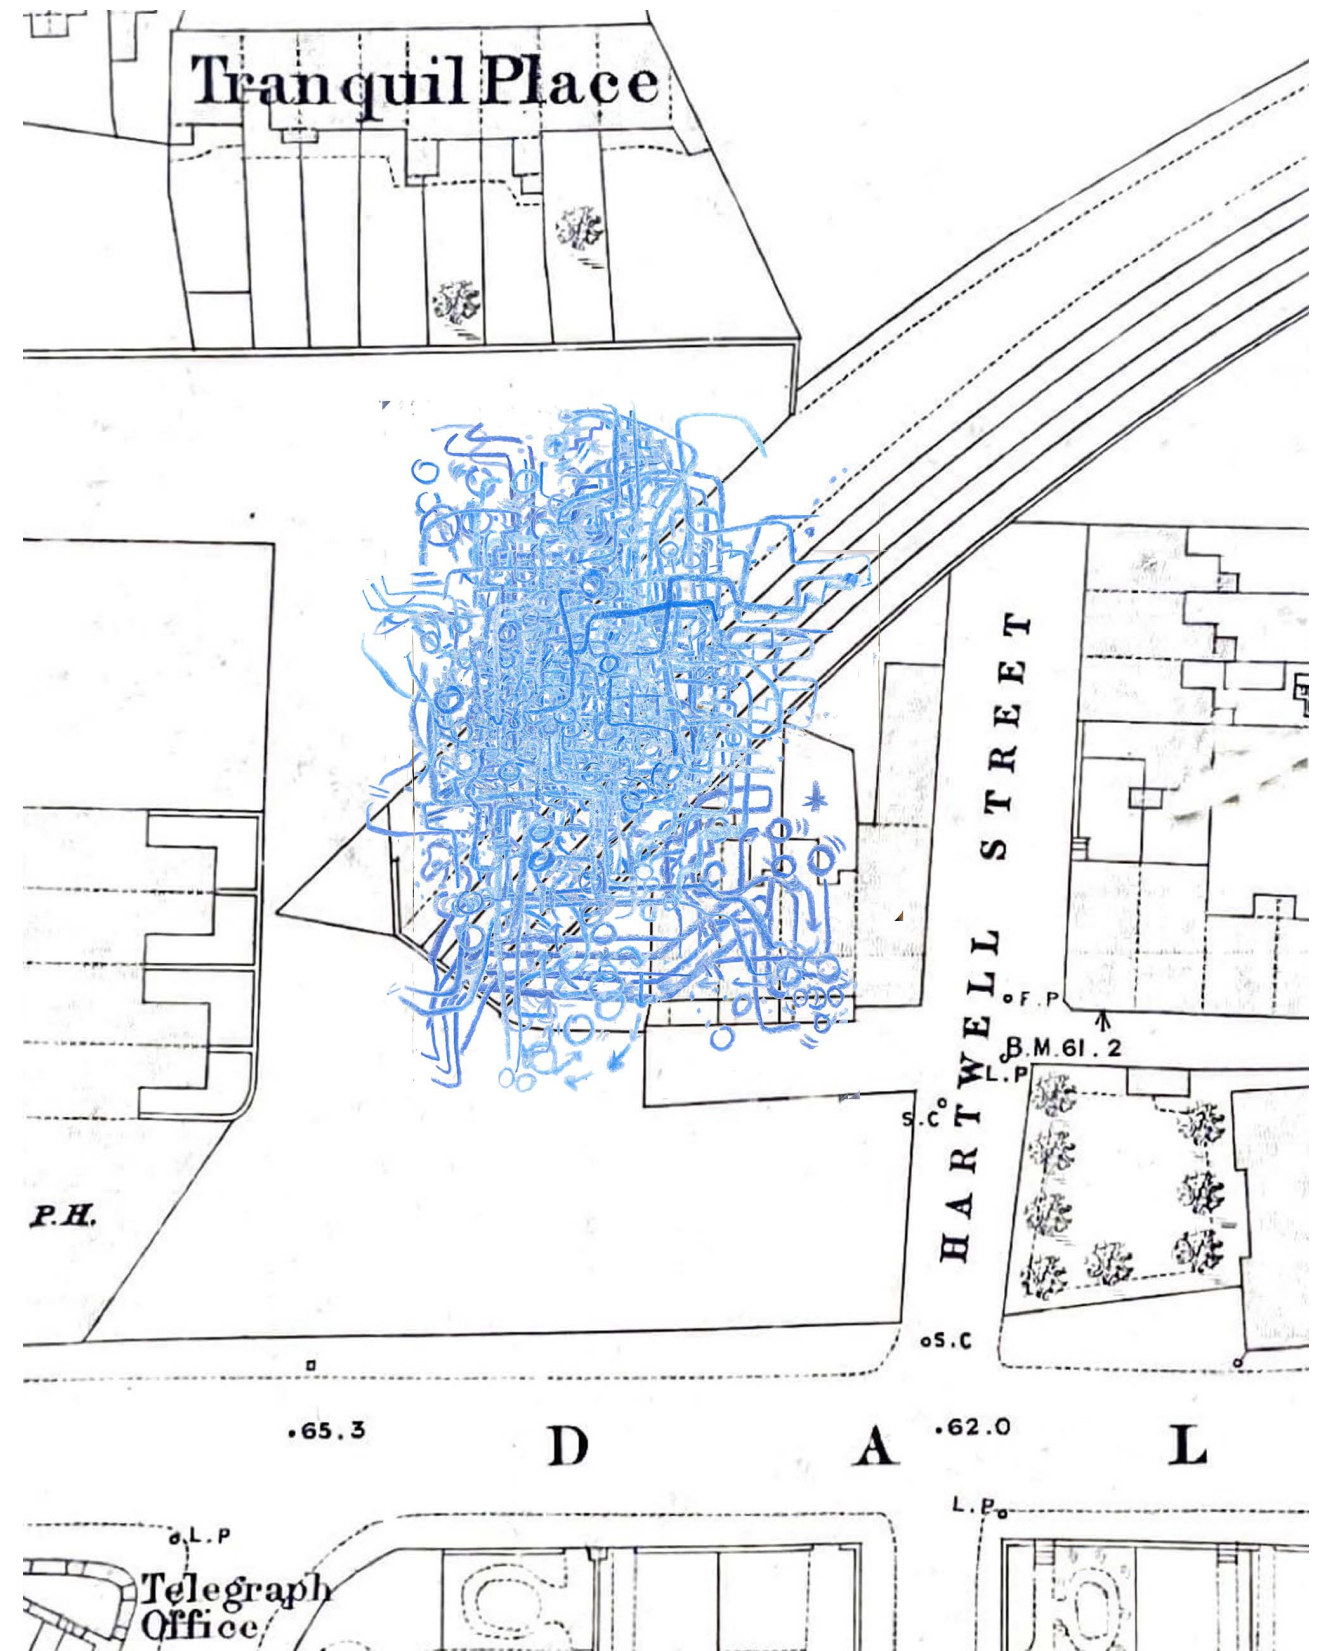 Tranquil Place
HARTWELL STREET
F.P
B.M.61.2
L.P
S.C
P.H.
S.C
.65.3
.62.0
D A L
L.P
L.P
Telegraph
Office